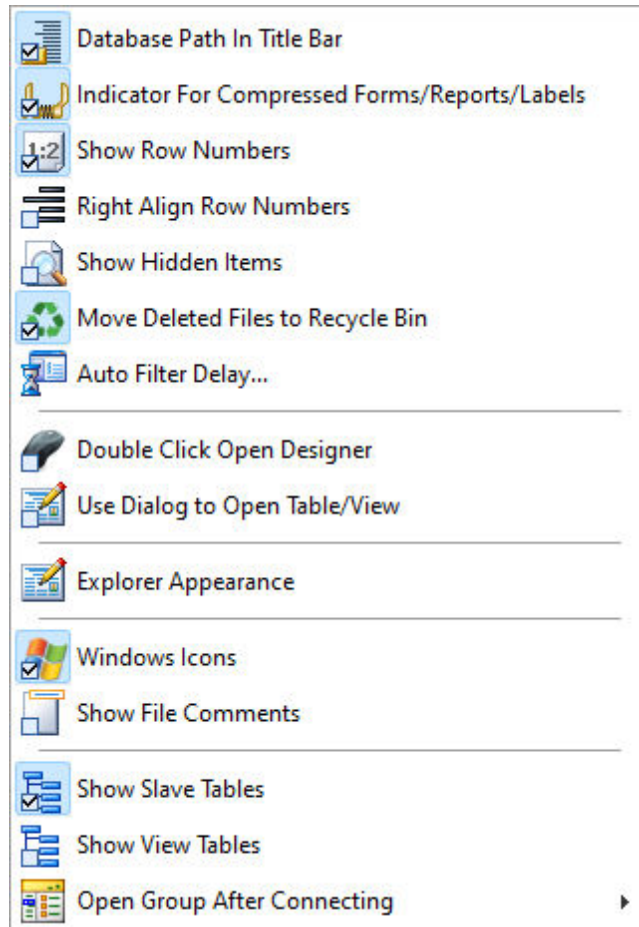 Database Path In Title Bar
Indicator For Compressed Forms/Reports/Labels
1:2 Show Row Numbers
Right Align Row Numbers
Show Hidden Items
Move Deleted Files to Recycle Bin
Auto Filter Delay...
Double Click Open Designer
Use Dialog to Open Table/View
Explorer Appearance
Windows Icons
Show File Comments
Show Slave Tables
Show View Tables
Open Group After Connecting